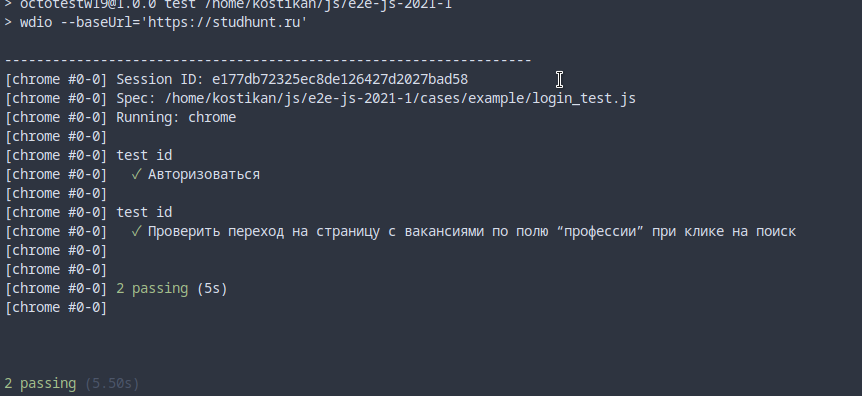 > octotestw19@1.0.0 test /home/kostikan/js/e2e-js-2021-1
> wdio --baseUrl='https://studhunt.ru'
------------------------------------------------------------------
[chrome #0-0] Session ID: e177db72325ec8de126427d2027bad58
[chrome #0-0] Spec: /home/kostikan/js/e2e-js-2021-1/cases/example/login_test.js
[chrome #0-0] Running: chrome
[chrome #0-0]
[chrome #0-0] test id
[chrome #0-0]    ✓ Авторизоваться
[chrome #0-0]
[chrome #0-0] test id
[chrome #0-0]    ✓ Проверить переход на страницу с вакансиями по полю “профессии” при клике на поиск
[chrome #0-0]
[chrome #0-0]
[chrome #0-0] 2 passing (5s)
[chrome #0-0]
2 passing (5.50s)